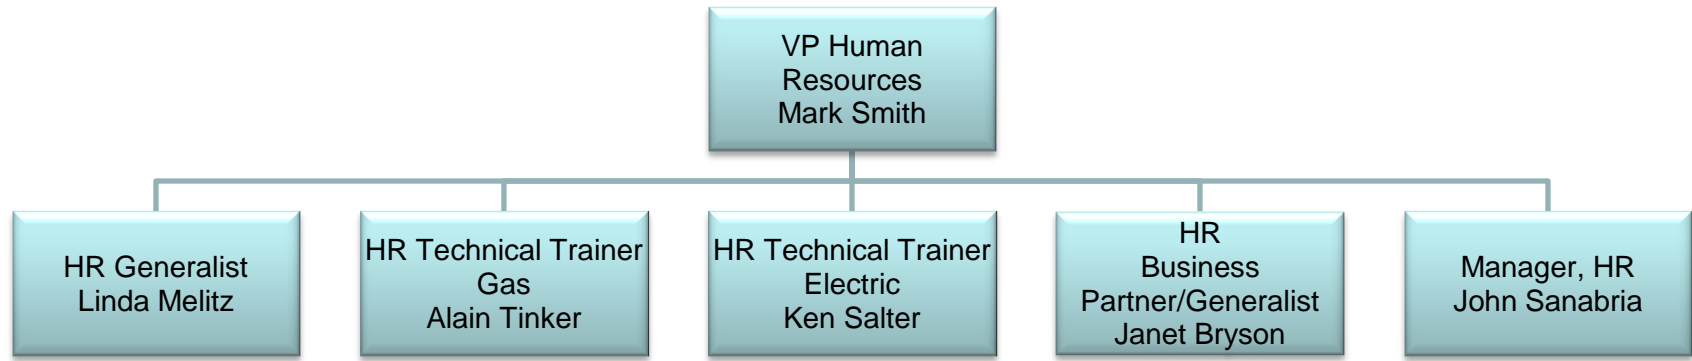 VP Human
Resources
Mark Smith
HR Generalist
Linda Melitz
HR Technical Trainer
Gas
Alain Tinker
HR Technical Trainer
Electric
Ken Salter
HR
Business
Partner/Generalist
Janet Bryson
Manager, HR
John Sanabria